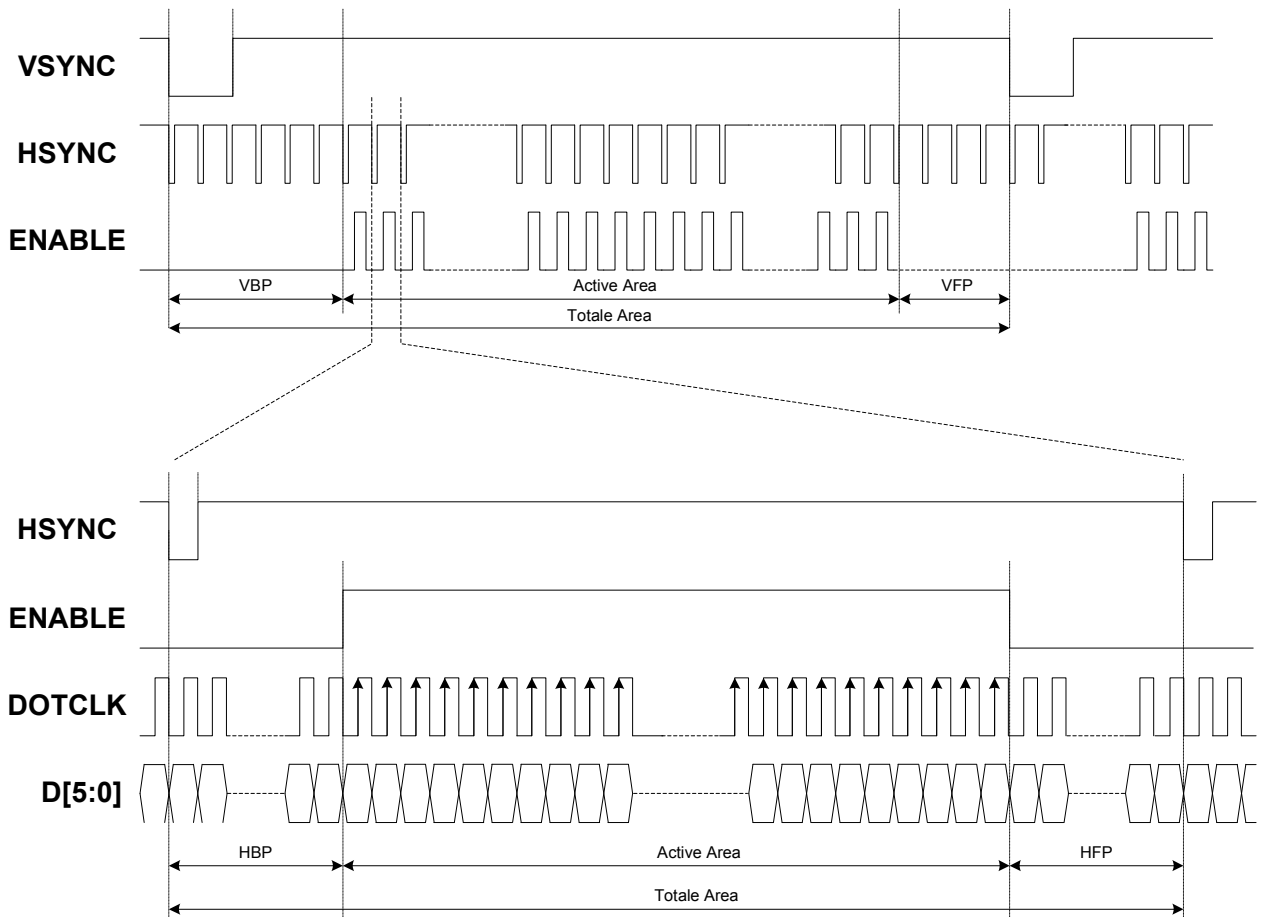 VSYNC
HSYNC
ENABLE
VBP
Active Area
VFP
Totale Area
HSYNC
ENABLE
DOTCLK
D[5:0]
HBP
Active Area
HFP
Totale Area